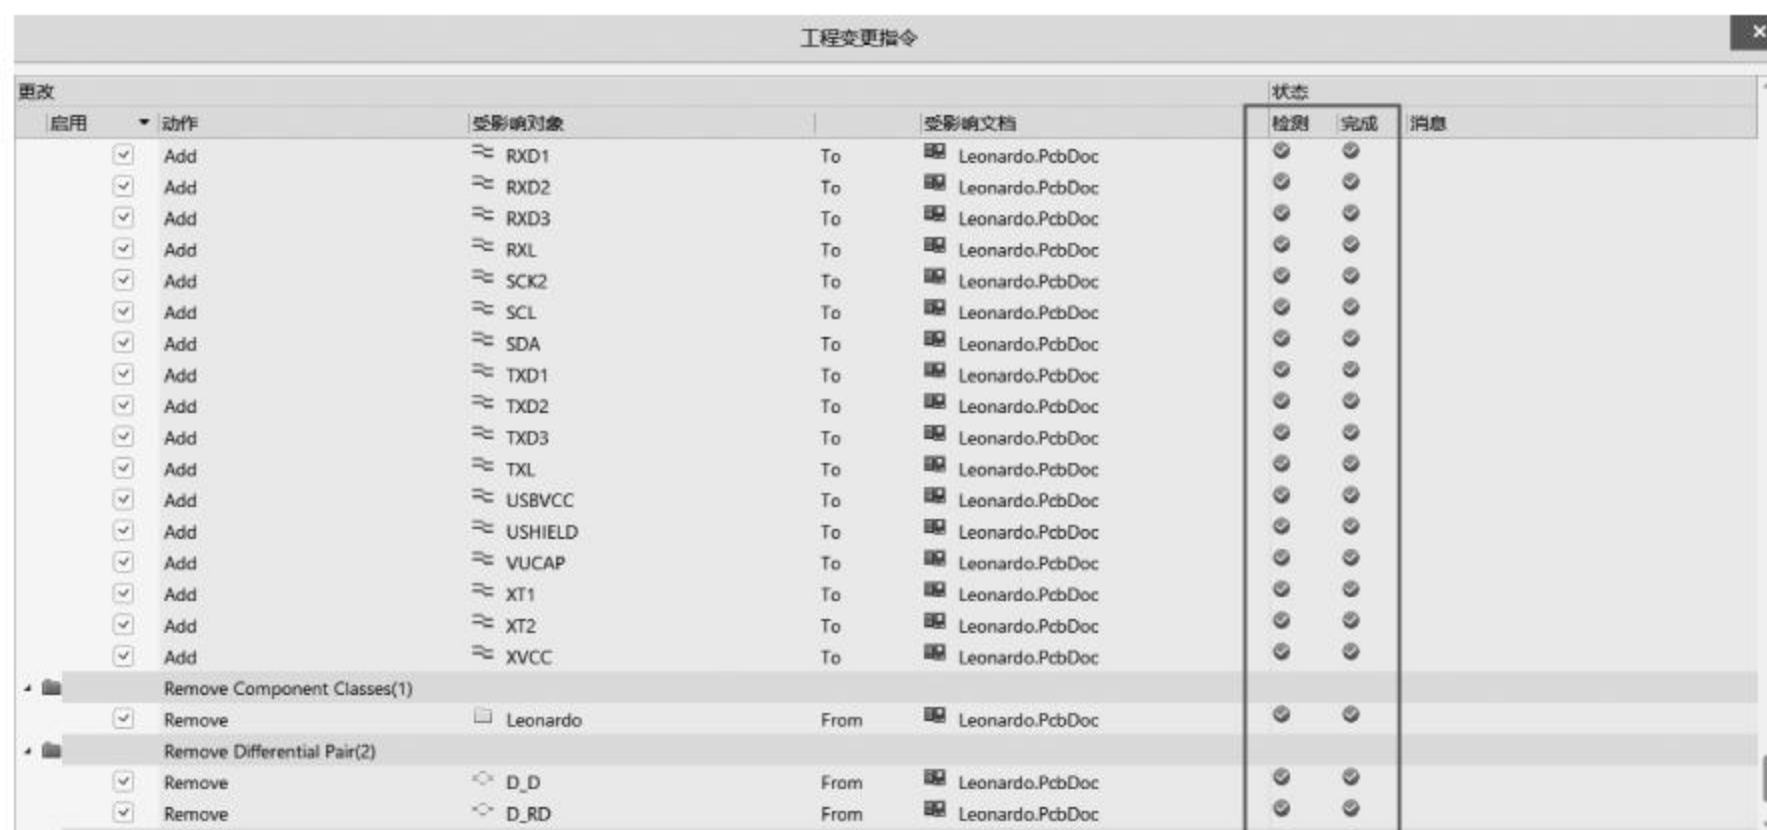 工程变更指令
更改 状态
启用 动作 受影响对象 受影响文档 检测 完成 消息
Add RXD1 To Leonardo.PcbDoc
Add RXD2 To Leonardo.PcbDoc
Add RXD3 To Leonardo.PcbDoc
Add RXL To Leonardo.PcbDoc
Add SCK2 To Leonardo.PcbDoc
Add SCL To Leonardo.PcbDoc
Add SDA To Leonardo.PcbDoc
Add TXD1 To Leonardo.PcbDoc
Add TXD2 To Leonardo.PcbDoc
Add TXD3 To Leonardo.PcbDoc
Add TXL To Leonardo.PcbDoc
Add USBVCC To Leonardo.PcbDoc
Add USHIELD To Leonardo.PcbDoc
Add VUCAP To Leonardo.PcbDoc
Add XT1 To Leonardo.PcbDoc
Add XT2 To Leonardo.PcbDoc
Add XVCC To Leonardo.PcbDoc
Remove Component Classes(1)
Remove Leonardo From Leonardo.PcbDoc
Remove Differential Pair(2)
Remove D_D From Leonardo.PcbDoc
Remove D_RD From Leonardo.PcbDoc